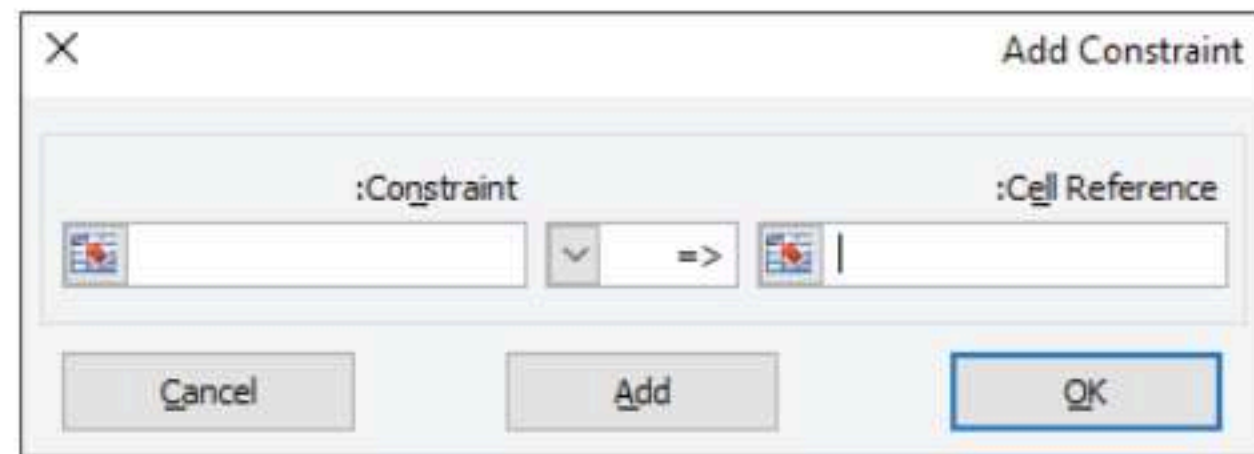 Add Constraint
:Cell Reference
:Constraint
=>
OK
Add
Cancel